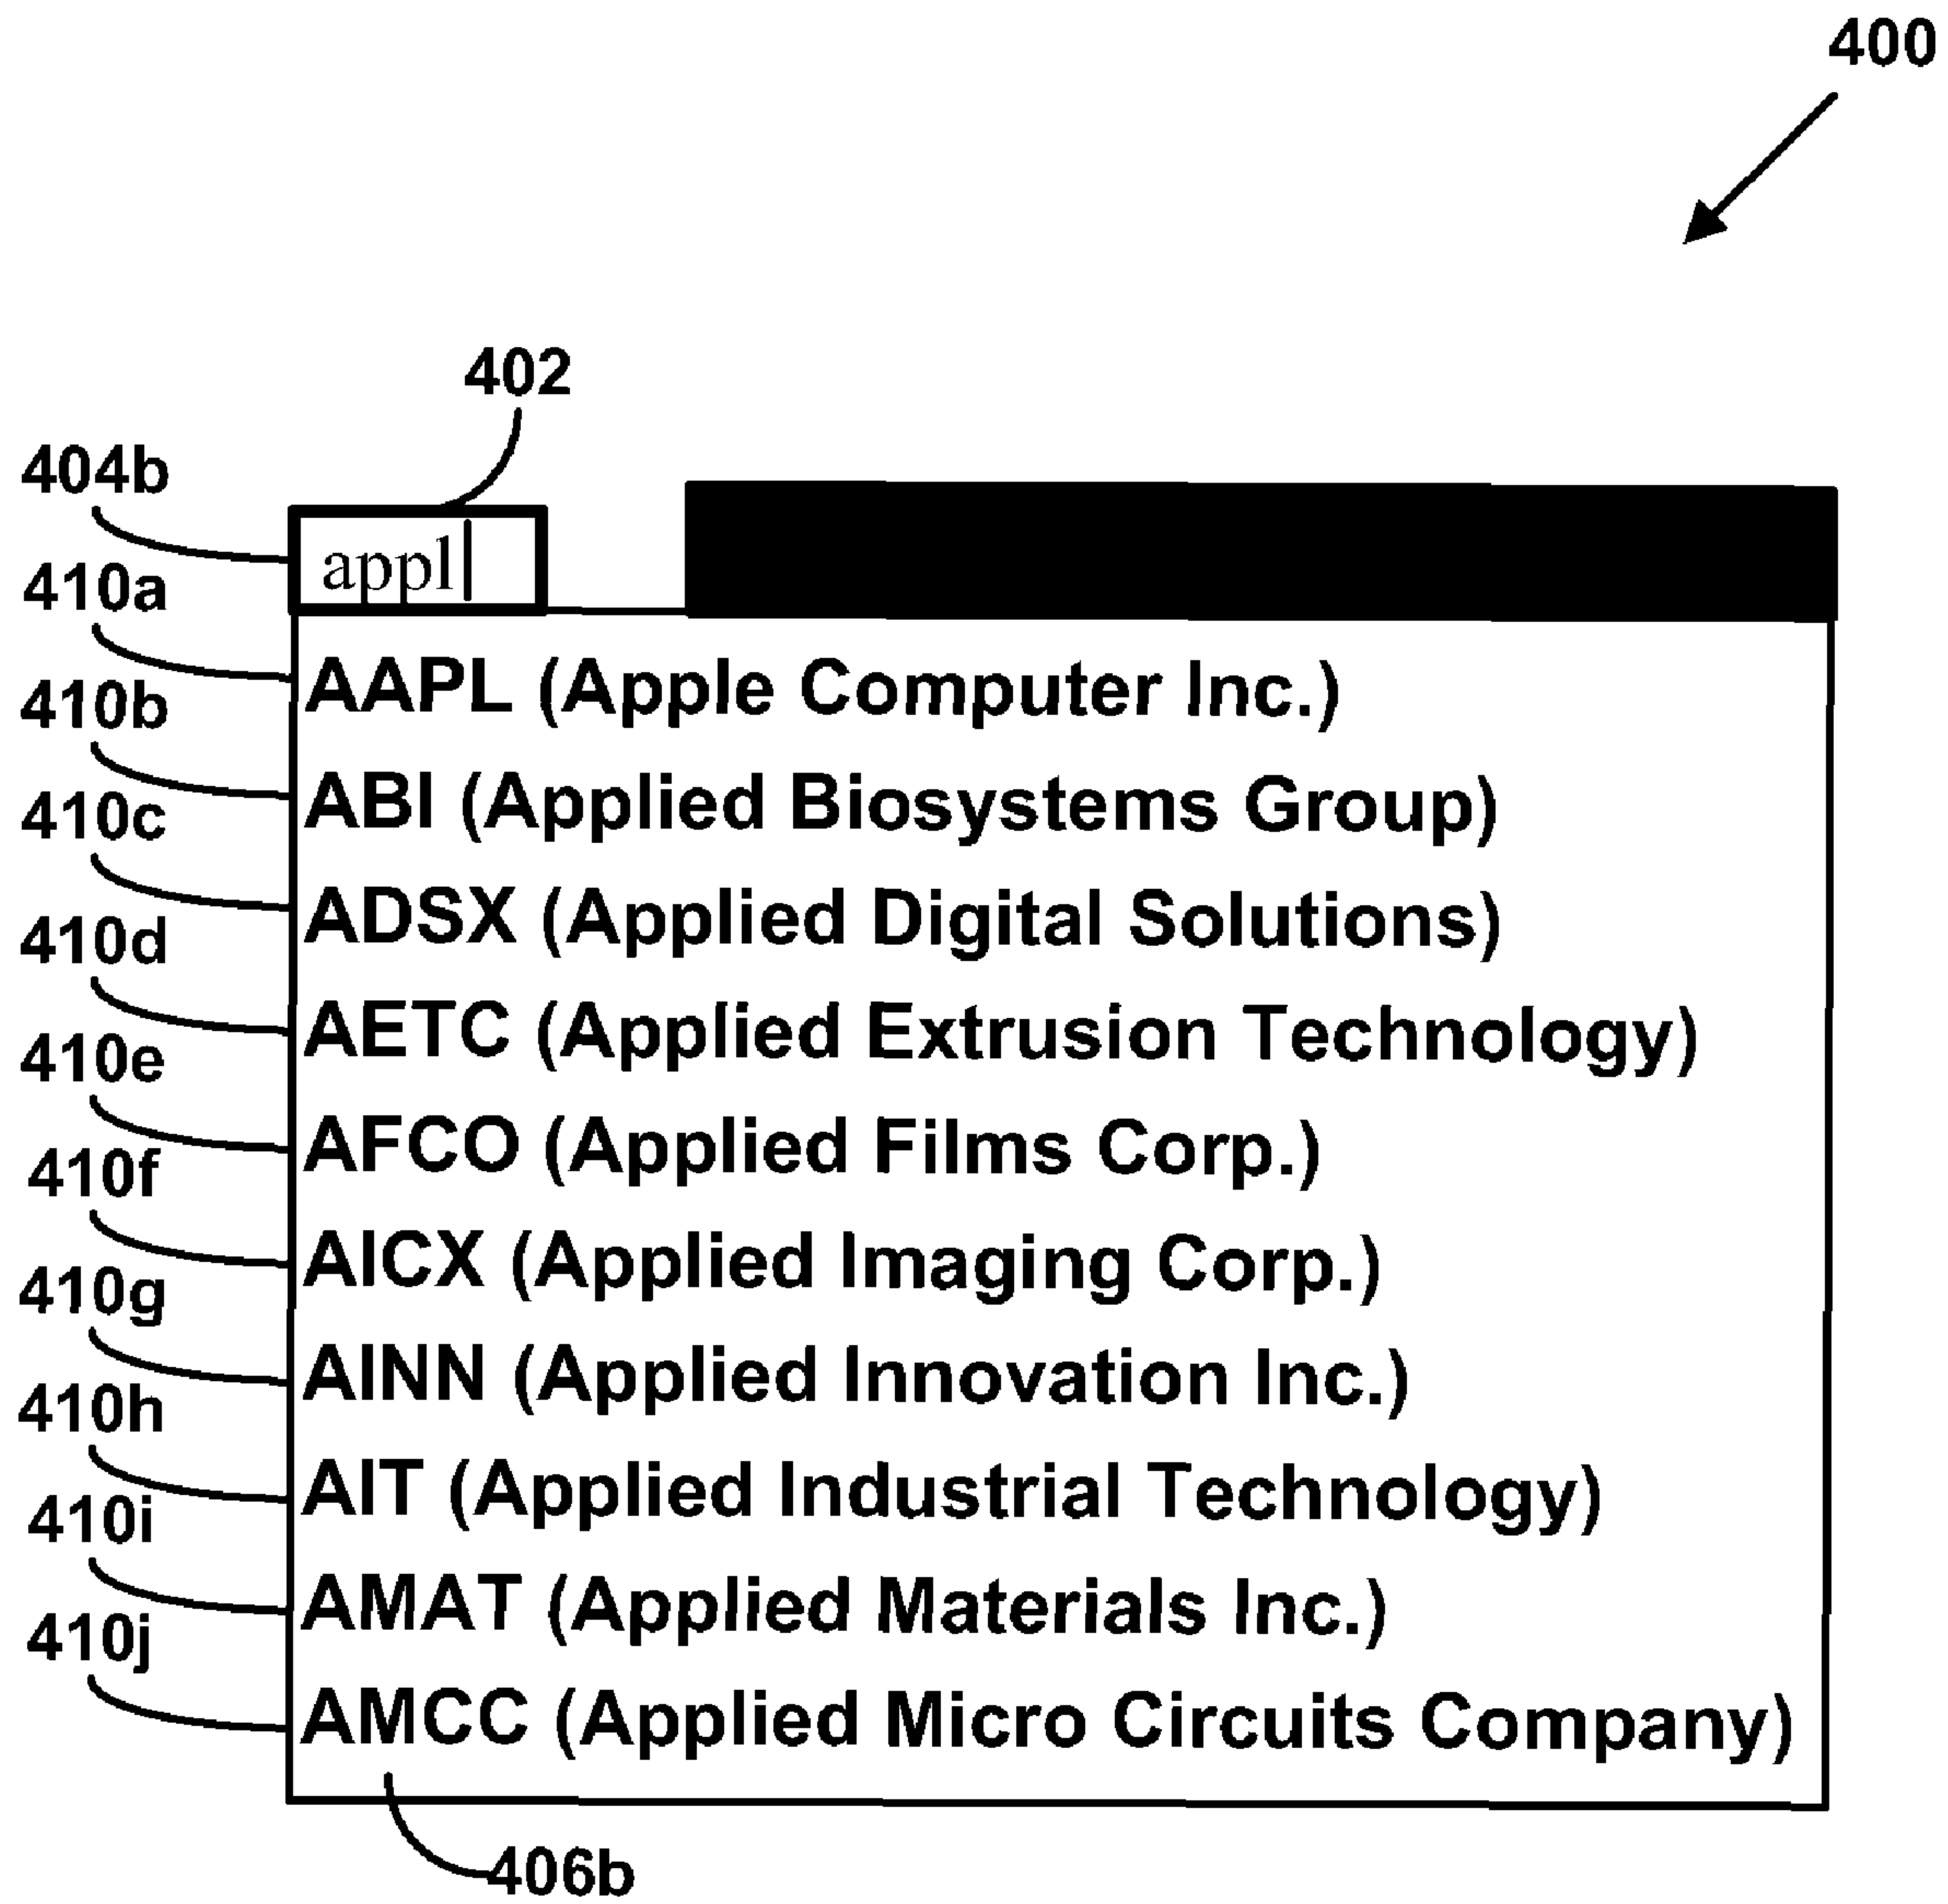 400
402
404b
appl
410a
AAPL (Apple Computer Inc.)
410b
ABI (Applied Biosystems Group)
410c
ADSX (Applied Digital Solutions)
410d
AETC (Applied Extrusion Technology)
410e
AFCO (Applied Films Corp.)
410f
AICX (Applied Imaging Corp.)
410g
AINN (Applied Innovation Inc.)
410h
AIT (Applied Industrial Technology)
410i
AMAT (Applied Materials Inc.)
410j
AMCC (Applied Micro Circuits Company)
406b